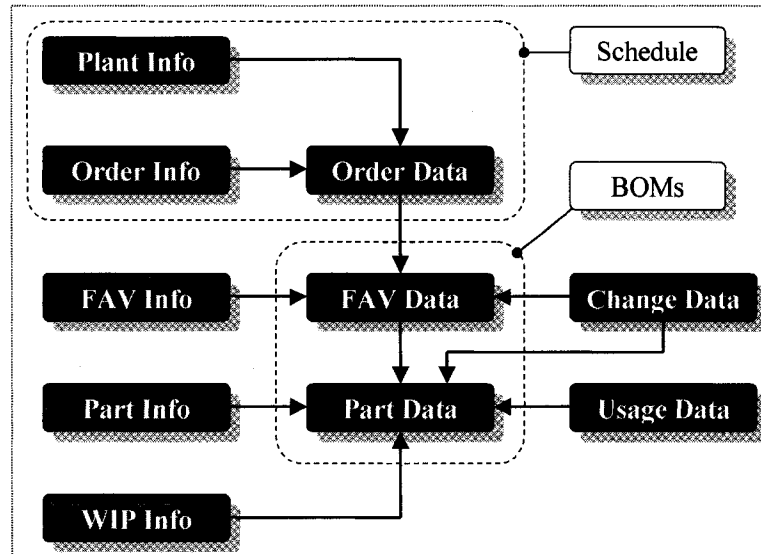 Plant Info
Schedule
Order Info
Order Data
BOMs
FAV Info
FAV Data
Change Data
Part Info
Part Data
Usage Data
WIP Info